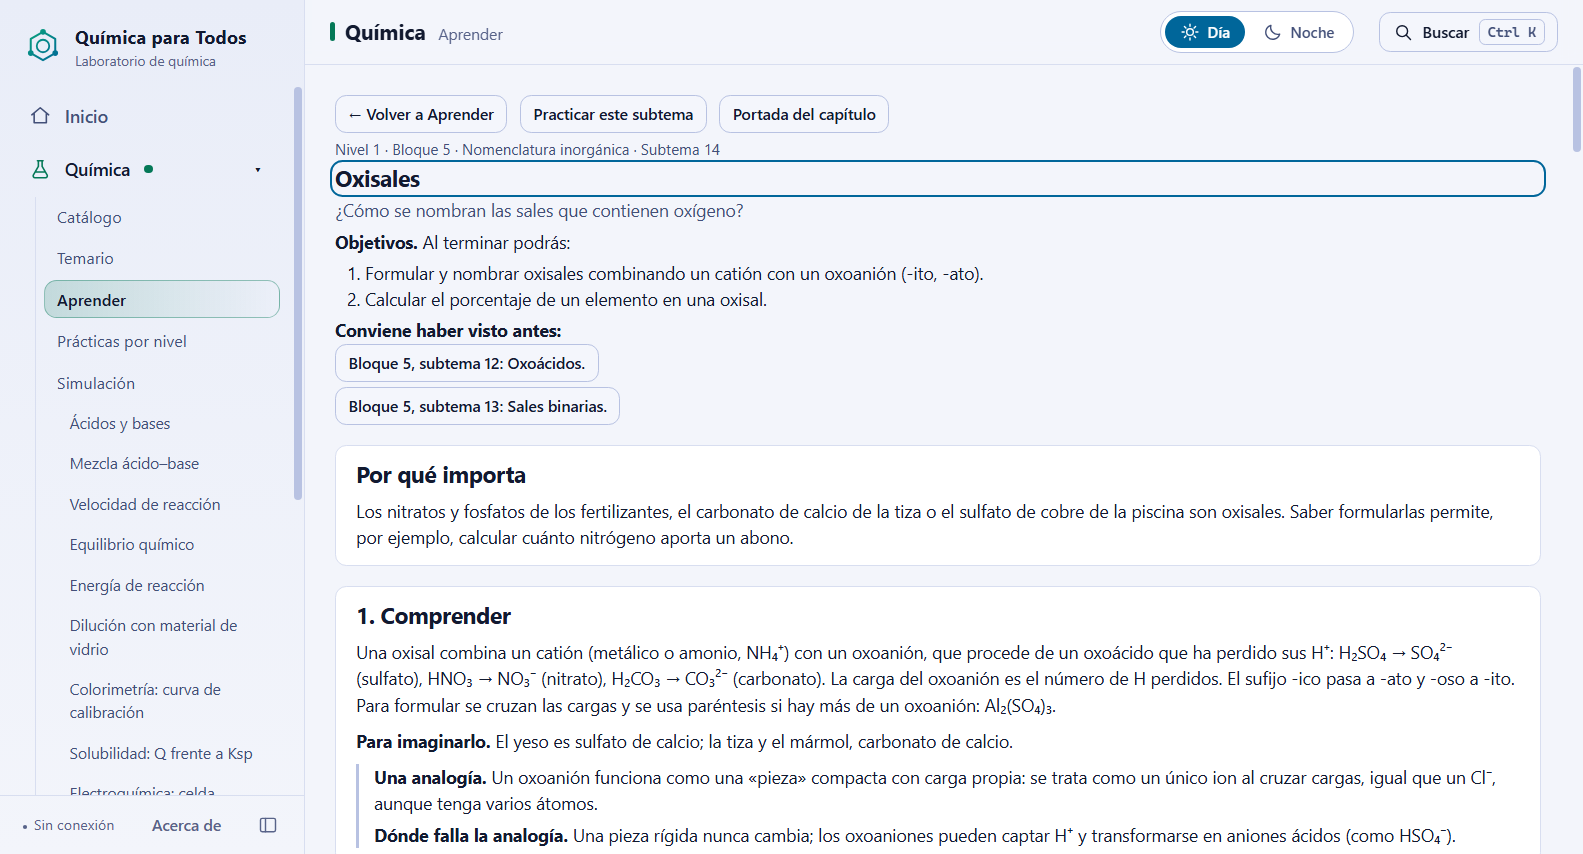 Química para Todos
Laboratorio de química
Inicio
Química
Catálogo
Temario
Aprender
Prácticas por nivel
Simulación
Ácidos y bases
Mezcla ácido–base
Velocidad de reacción
Equilibrio químico
Energía de reacción
Dilución con material de
vidrio
Colorimetría: curva de
calibración
Solubilidad: Q frente a Ksp
Electroquímica: celda
Sin conexión
Acerca de
Química Aprender
Día
Noche
Buscar Ctrl K
← Volver a Aprender
Practicar este subtema
Portada del capítulo
Nivel 1 · Bloque 5 · Nomenclatura inorgánica · Subtema 14
Oxisales
¿Cómo se nombran las sales que contienen oxígeno?
Objetivos. Al terminar podrás:
1. Formular y nombrar oxisales combinando un catión con un oxoanión (-ito, -ato).
2. Calcular el porcentaje de un elemento en una oxisal.
Conviene haber visto antes:
Bloque 5, subtema 12: Oxoácidos.
Bloque 5, subtema 13: Sales binarias.
Por qué importa
Los nitratos y fosfatos de los fertilizantes, el carbonato de calcio de la tiza o el sulfato de cobre de la piscina son oxisales. Saber formularlas permite,
por ejemplo, calcular cuánto nitrógeno aporta un abono.
1. Comprender
Una oxisal combina un catión (metálico o amonio, NH₄⁺) con un oxoanión, que procede de un oxoácido que ha perdido sus H⁺: H₂SO₄ → SO₄²⁻
(sulfato), HNO₃ → NO₃⁻ (nitrato), H₂CO₃ → CO₃²⁻ (carbonato). La carga del oxoanión es el número de H perdidos. El sufijo -ico pasa a -ato y -oso a -ito.
Para formular se cruzan las cargas y se usa paréntesis si hay más de un oxoanión: Al₂(SO₄)₃.
Para imaginarlo. El yeso es sulfato de calcio; la tiza y el mármol, carbonato de calcio.
Una analogía. Un oxoanión funciona como una «pieza» compacta con carga propia: se trata como un único ion al cruzar cargas, igual que un Cl⁻,
aunque tenga varios átomos.
Dónde falla la analogía. Una pieza rígida nunca cambia; los oxoaniones pueden captar H⁺ y transformarse en aniones ácidos (como HSO₄⁻).